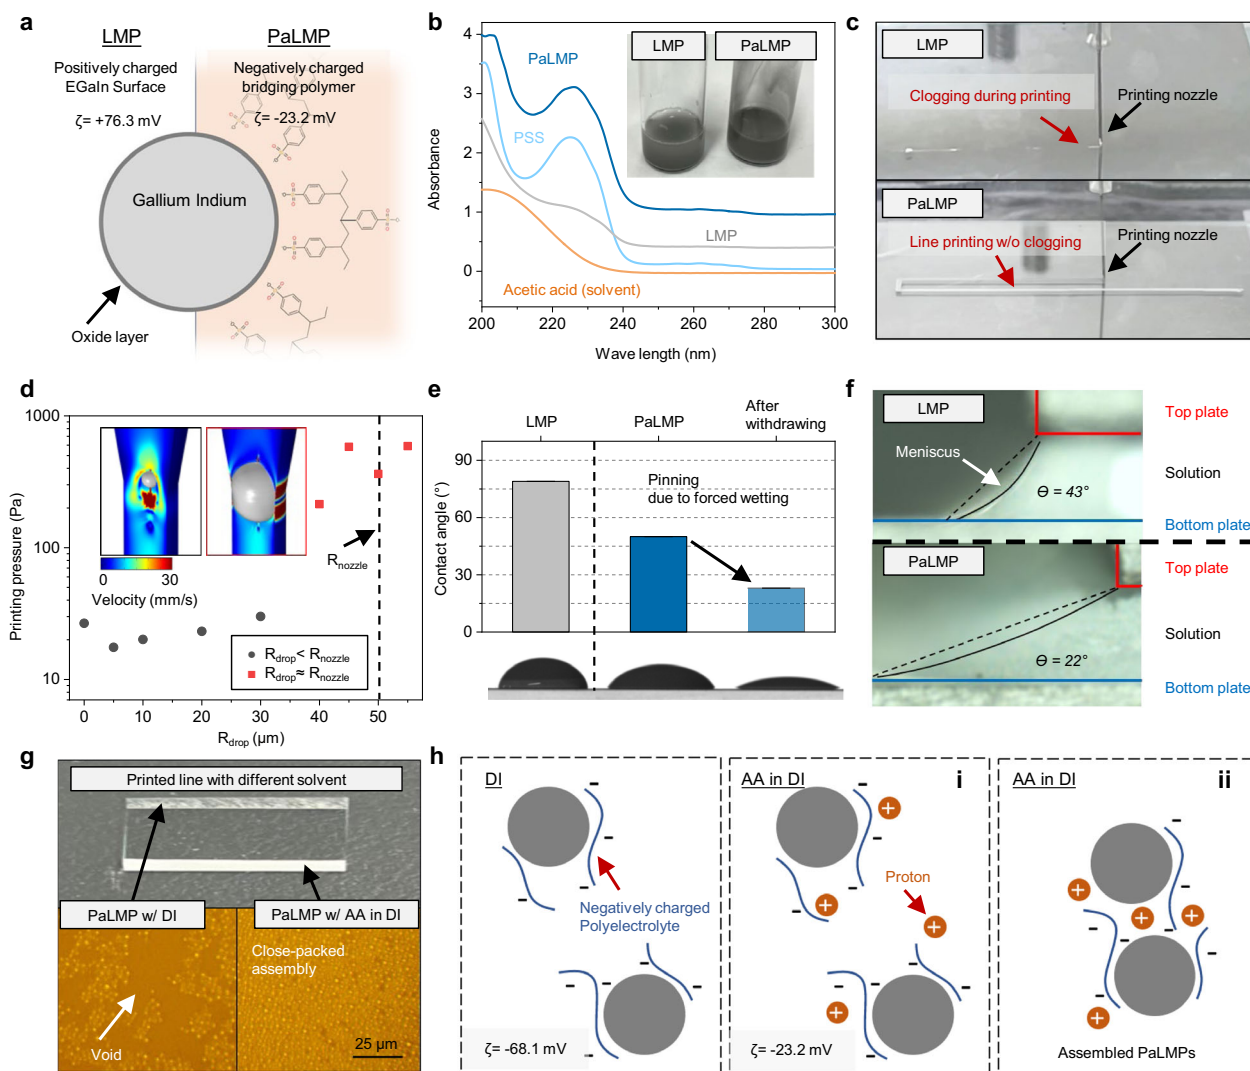 a
LMP
PaLMP
Positively charged
EGaIn Surface
Negatively charged
bridging polymer
ζ= +76.3 mV
ζ= -23.2 mV
Gallium Indium
Oxide layer
b
4
3
2
1
0
Absorbance
PaLMP
PSS
LMP
Acetic acid (solvent)
LMP
PaLMP
200
220
240
260
280
300
Wave length (nm)
c
LMP
Clogging during printing
Printing nozzle
PaLMP
Line printing w/o clogging
Printing nozzle
d
1000
100
10
Printing pressure (Pa)
0
30
Velocity (mm/s)
Rnozzle
Rdrop< Rnozzle
Rdrop≈ Rnozzle
0
10
20
30
40
50
Rdrop (µm)
e
LMP
PaLMP
After
withdrawing
90
60
30
0
Contact angle (°)
Pinning
due to forced wetting
f
LMP
Meniscus
Θ = 43°
Top plate
Solution
Bottom plate
PaLMP
Θ = 22°
Top plate
Solution
Bottom plate
g
Printed line with different solvent
PaLMP w/ DI
PaLMP w/ AA in DI
Close-packed
assembly
Void
25 µm
h
DI
Negatively charged
Polyelectrolyte
ζ= -68.1 mV
AA in DI
i
Proton
ζ= -23.2 mV
AA in DI
ii
Assembled PaLMPs